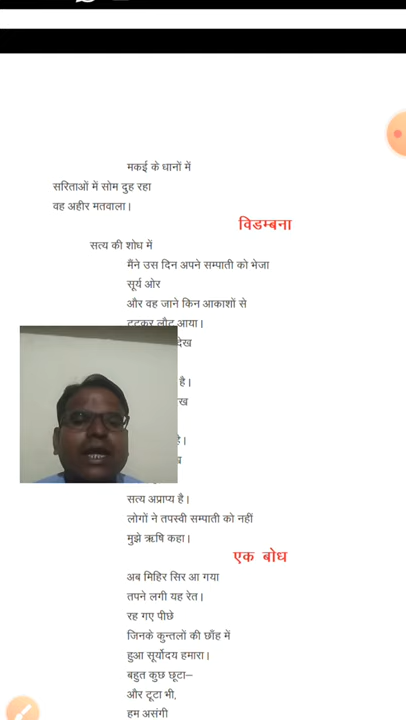 मकई के धानों में
सरिताओं में सोम दुह रहा
वह अहीर मतवाला।
विडम्बना
सत्य की शोध में
मैंने उस दिन अपने सम्पाती को भेजा
सूर्य ओर
और वह जाने किन आकाशों से
टूटकर लौट आया।
देख
है।
है।
सत्य अप्राप्य है।
लोगों ने तपस्वी सम्पाती को नहीं
मुझे ऋषि कहा।
एक बोध
अब मिहिर सिर आ गया
तपने लगी यह रेत।
रह गए पीछे
जिनके कुन्तलों की छाँह में
हुआ सूर्योदय हमारा।
बहुत कुछ छूटा—
और टूटा भी,
हम असंगी